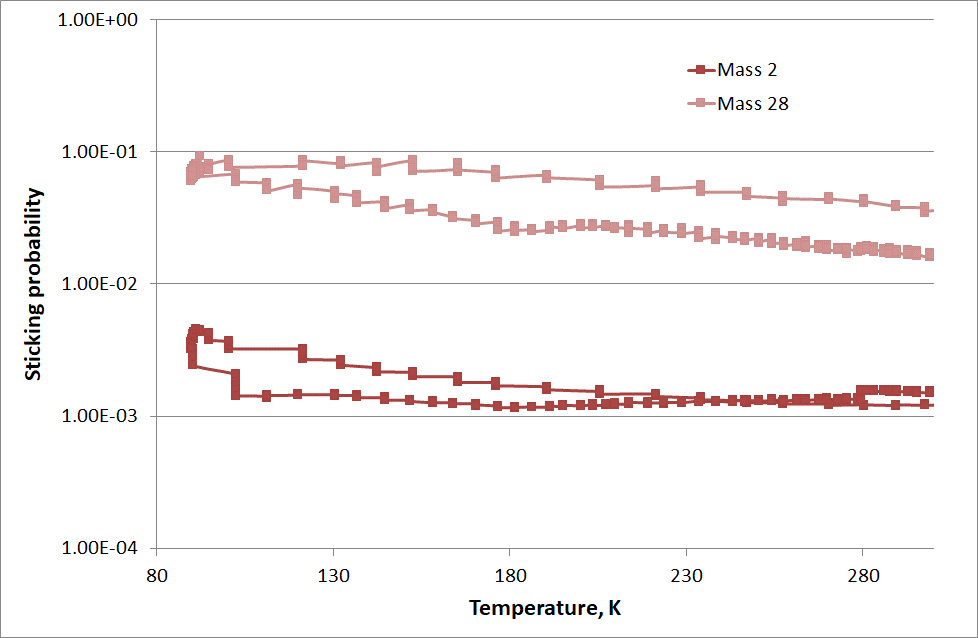 1.00E+00
1.00E-01
1.00E-02
1.00E-03
1.00E-04
Sticking probability
Mass 2
Mass 28
80 130 180 230 280
Temperature, K